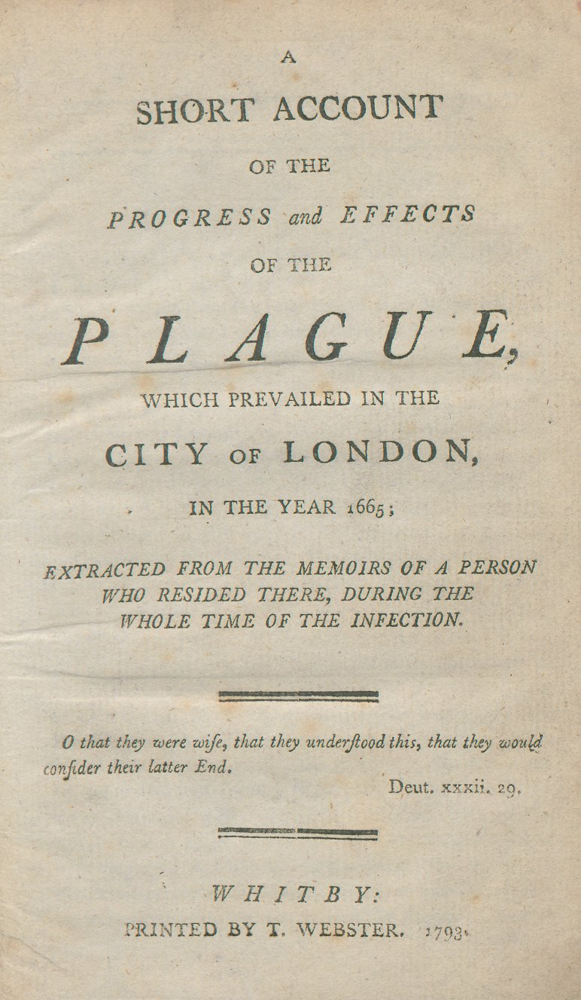 A
SHORT ACCOUNT
OF THE
PROGRESS and EFFECTS
OF THE
PLAGUE,
WHICH PREVAILED IN THE
CITY OF LONDON,
IN THE YEAR 1665;
EXTRACTED FROM THE MEMOIRS OF A PERSON
WHO RESIDED THERE, DURING THE
WHOLE TIME OF THE INFECTION.
O that they were wiſe, that they underſtood this, that they would
conſider their latter End.
Deut. xxxii. 29.
WHITBY:
PRINTED BY T. WEBSTER. 1793.